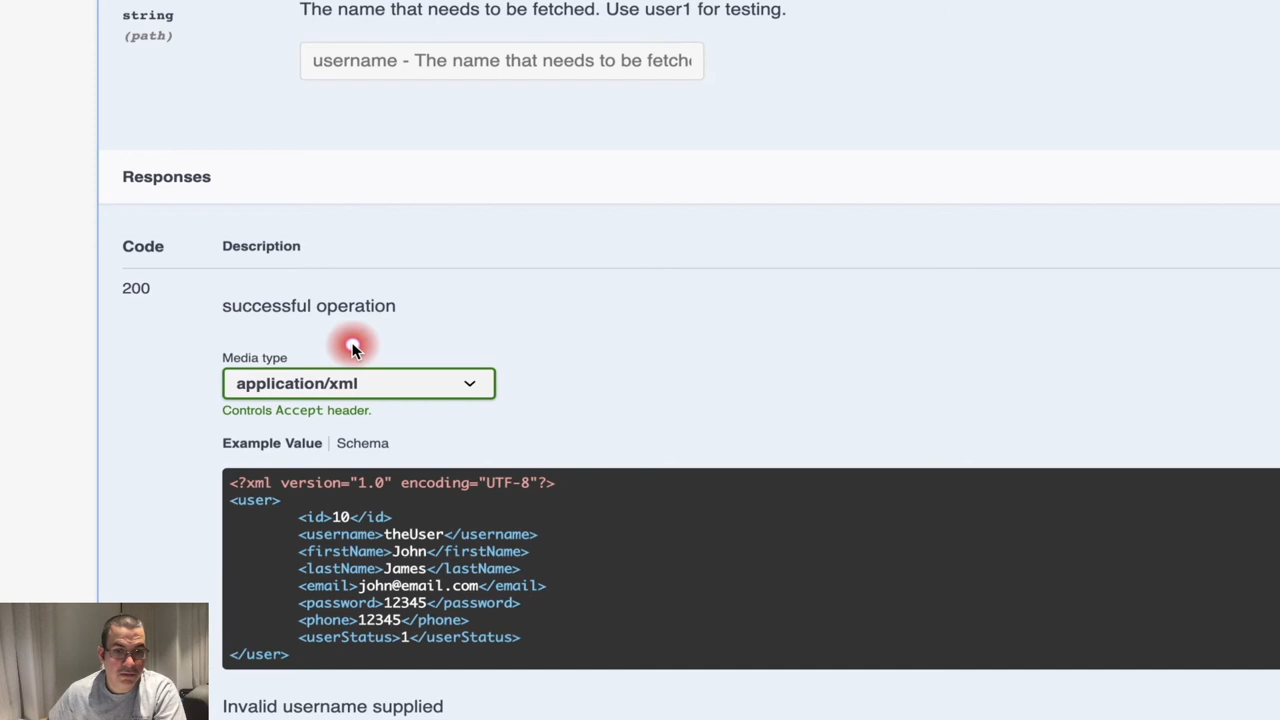 string
(path)
The name that needs to be fetched. Use user1 for testing.
username - The name that needs to be fetch
Responses
Code
Description
200
successful operation
Media type
application/xml
Controls Accept header.
Example Value
Schema
<?xml version="1.0" encoding="UTF-8"?>
<user>
<id>10</id>
<username>theUser</username>
<firstName>John</firstName>
<lastName>James</lastName>
<email>john@email.com</email>
<password>12345</password>
<phone>12345</phone>
<userStatus>1</userStatus>
</user>
Invalid username supplied